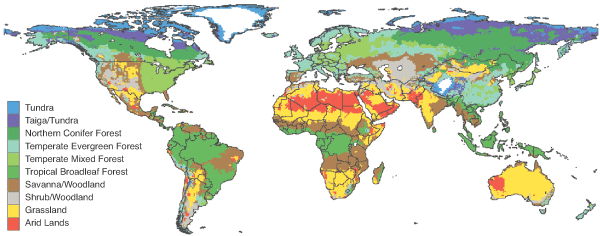 Tundra
Taiga/Tundra
Northern Conifer Forest
Temperate Evergreen Forest
Temperate Mixed Forest
Tropical Broadleaf Forest
Savanna/Woodland
Shrub/Woodland
Grassland
Arid Lands